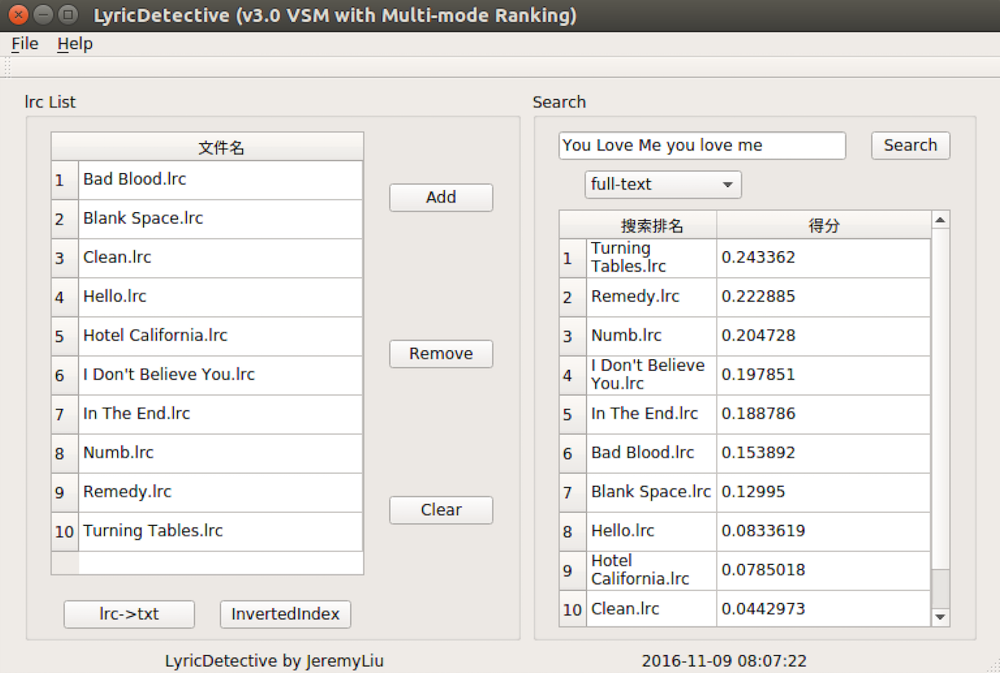 LyricDetective (v3.0 VSM with Multi-mode Ranking)
File Help
lrc List
文件名
1 Bad Blood.lrc
2 Blank Space.lrc
3 Clean.lrc
4 Hello.lrc
5 Hotel California.lrc
6 I Don't Believe You.lrc
7 In The End.lrc
8 Numb.lrc
9 Remedy.lrc
10 Turning Tables.lrc
Add
Remove
Clear
lrc->txt InvertedIndex
Search
You Love Me you love me Search
full-text
搜索排名 得分
1 Turning
Tables.lrc 0.243362
2 Remedy.lrc 0.222885
3 Numb.lrc 0.204728
4 I Don't Believe
You.lrc 0.197851
5 In The End.lrc 0.188786
6 Bad Blood.lrc 0.153892
7 Blank Space.lrc 0.12995
8 Hello.lrc 0.0833619
9 Hotel
California.lrc 0.0785018
10 Clean.lrc 0.0442973
LyricDetective by JeremyLiu 2016-11-09 08:07:22